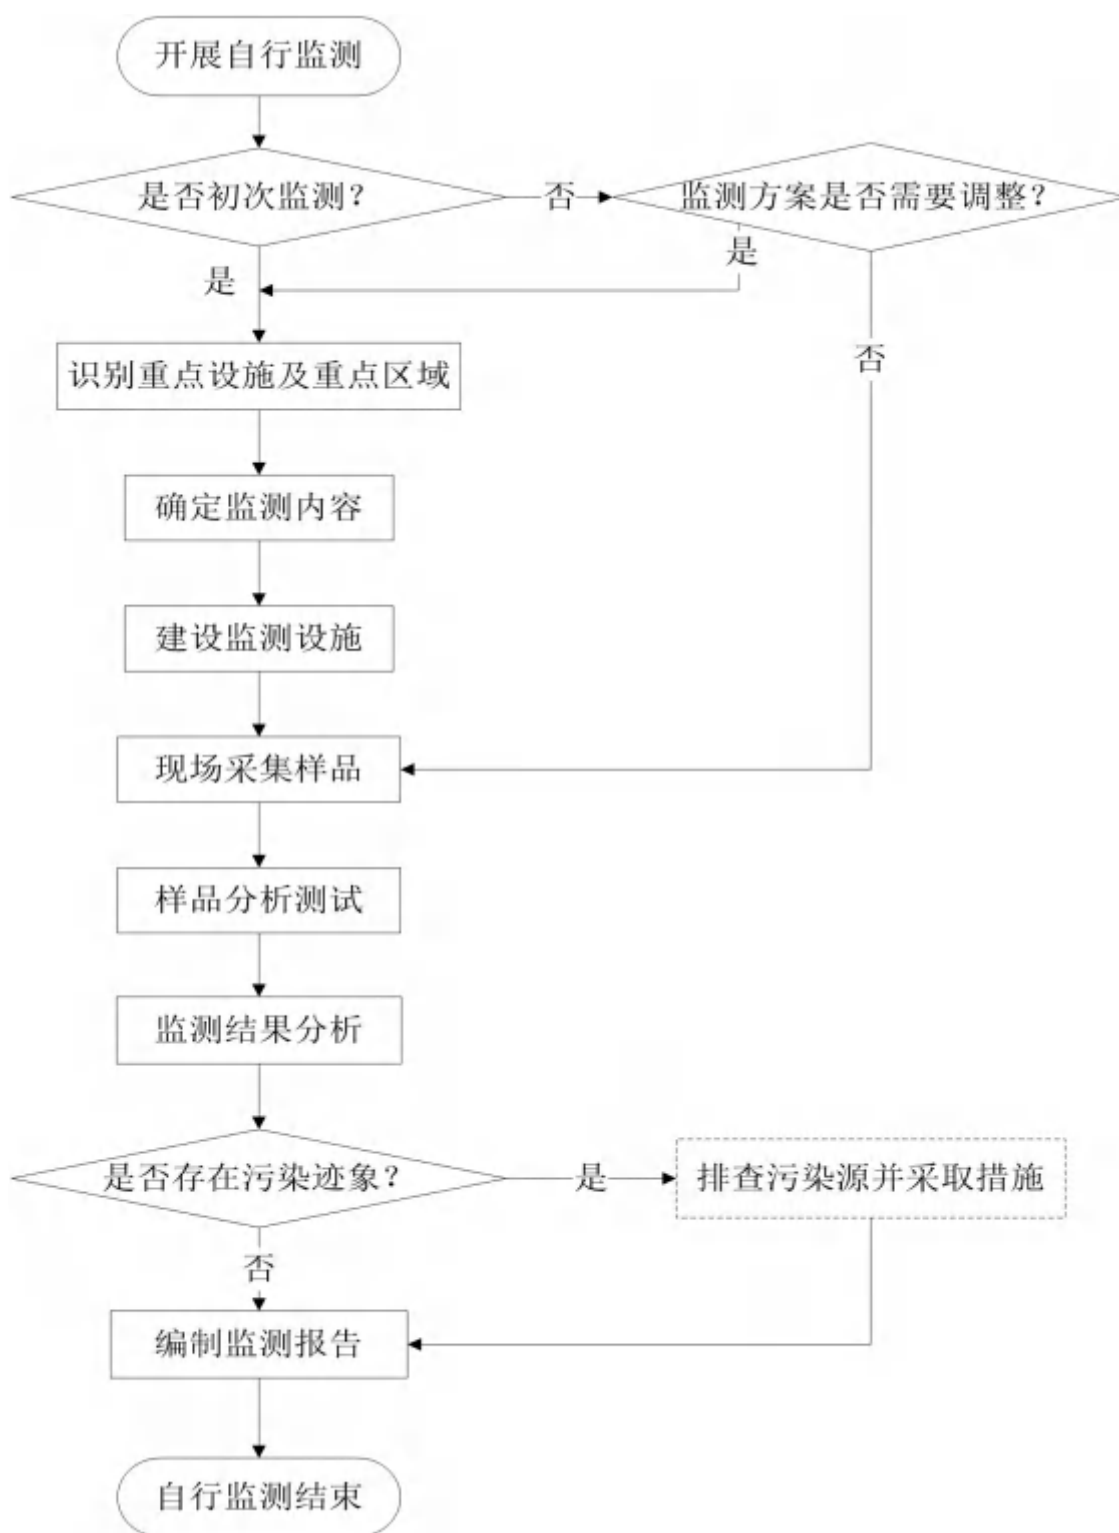 开展自行监测
是否初次监测?
否
监测方案是否需要调整?
是
是
否
识别重点设施及重点区域
确定监测内容
建设监测设施
现场采集样品
样品分析测试
监测结果分析
是否存在污染迹象?
是
排查污染源并采取措施
否
编制监测报告
自行监测结束